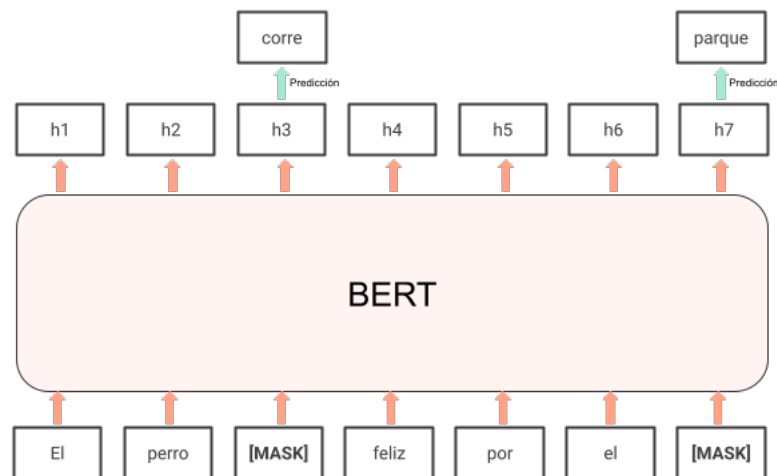 corre
parque
Predicción
Predicción
h1
h2
h3
h4
h5
h6
h7
BERT
El
perro
[MASK]
feliz
por
el
[MASK]